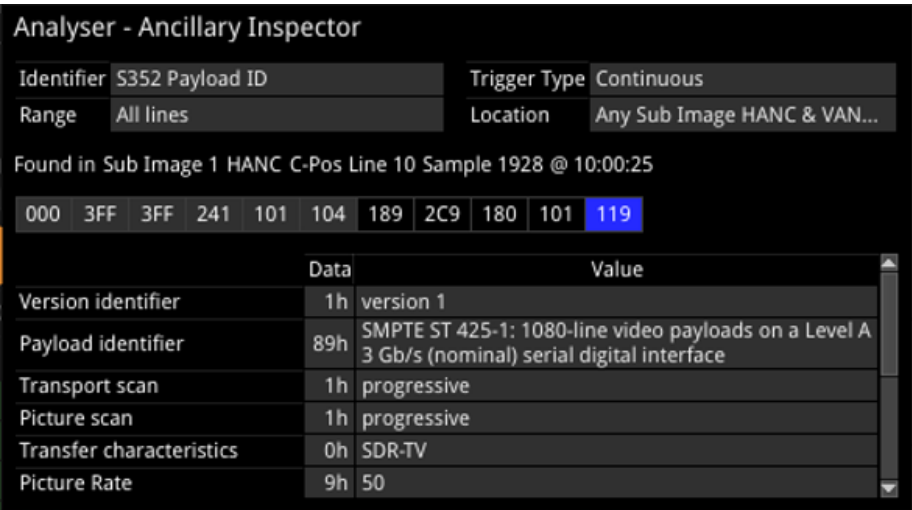 Analyser - Ancillary Inspector
Identifier S352 Payload ID Trigger Type Continuous
Range All lines Location Any Sub Image HANC & VAN...
Found in Sub Image 1 HANC C-Pos Line 10 Sample 1928 @ 10:00:25
000 3FF 3FF 241 101 104 189 2C9 180 101 119
Data Value
Version identifier 1h version 1
Payload identifier 89h SMPTE ST 425-1: 1080-line video payloads on a Level A
3 Gb/s (nominal) serial digital interface
Transport scan 1h progressive
Picture scan 1h progressive
Transfer characteristics 0h SDR-TV
Picture Rate 9h 50